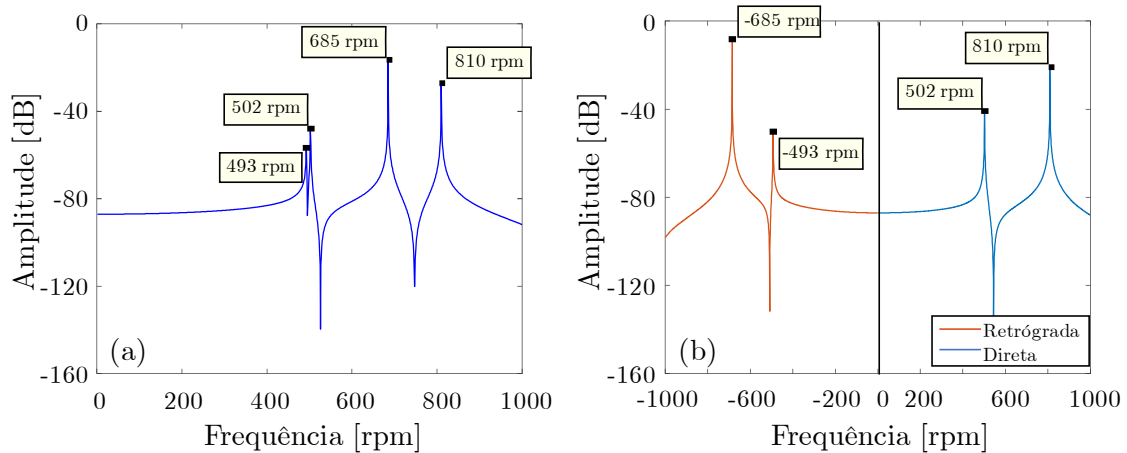 0
-40
-80
-120
-160
Amplitude [dB]
685 rpm
810 rpm
502 rpm
493 rpm
(a)
0 200 400 600 800 1000
Frequência [rpm]
0
-40
-80
-120
-160
Amplitude [dB]
-685 rpm
810 rpm
502 rpm
-493 rpm
Retrógrada
Direta
(b)
-1000 -600 -200 0 200 600 1000
Frequência [rpm]